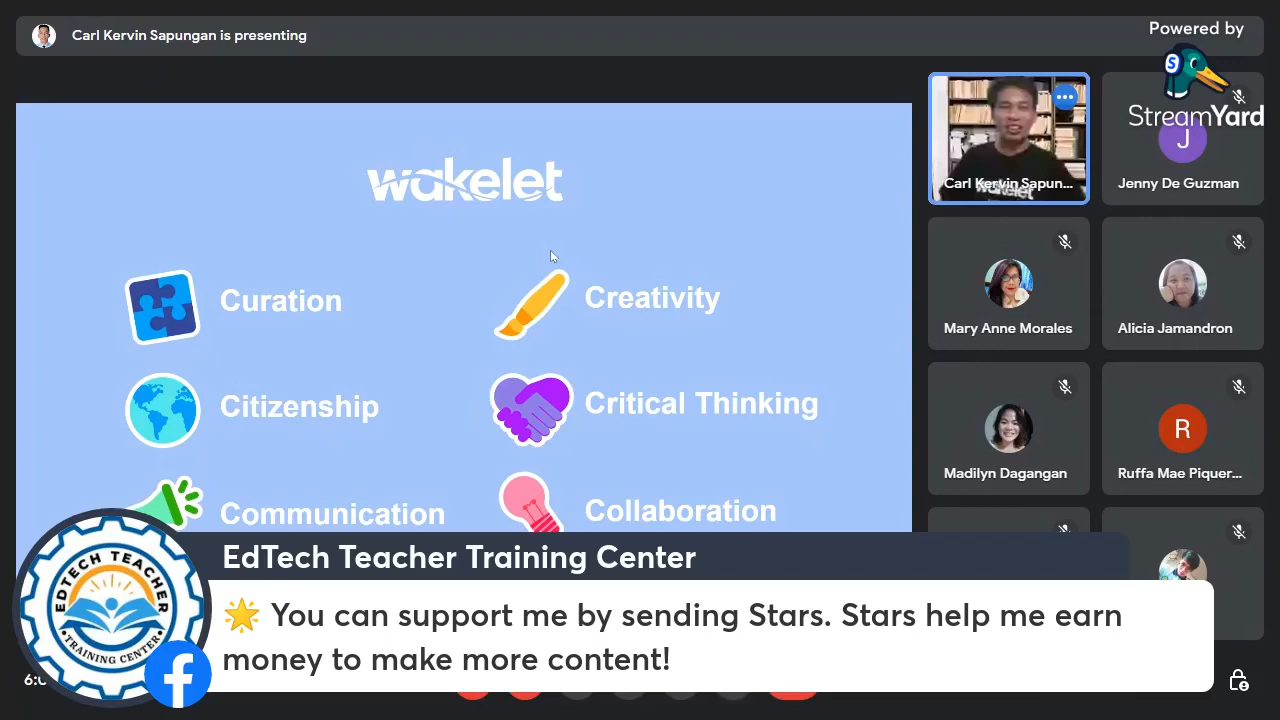 Carl Kervin Sapungan is presenting
Powered by
StreamYard
wakelet
Curation
Creativity
Citizenship
Critical Thinking
Communication
Collaboration
Carl Kervin Sapun...
wakelet
J
Jenny De Guzman
Mary Anne Morales
Alicia Jamandron
Madilyn Dagangan
R
Ruffa Mae Piquer...
EdTech Teacher Training Center
🌟 You can support me by sending Stars. Stars help me earn
money to make more content!
EDTECH TEACHER
TRAINING CENTER